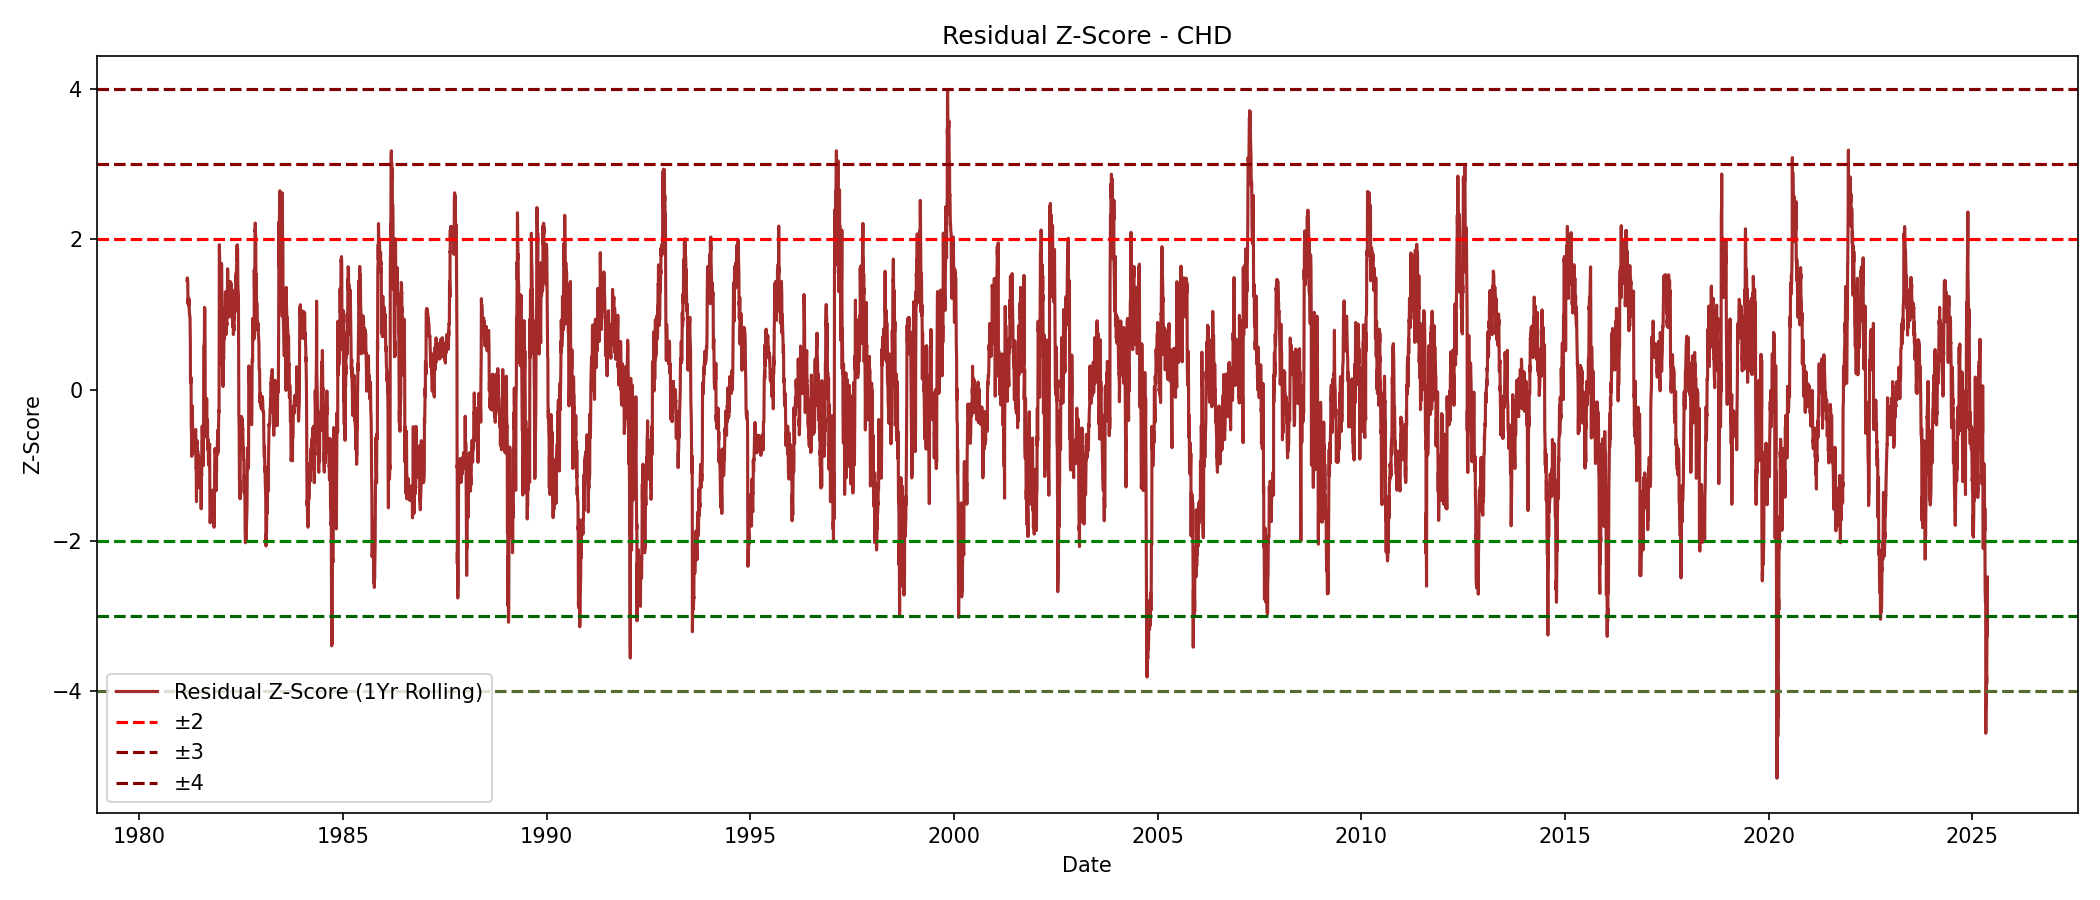 Residual Z-Score - CHD
4
3
2
0
−2
−4
Z-Score
Residual Z-Score (1Yr Rolling)
±2
±3
±4
1980 1985 1990 1995 2000 2005 2010 2015 2020 2025
Date